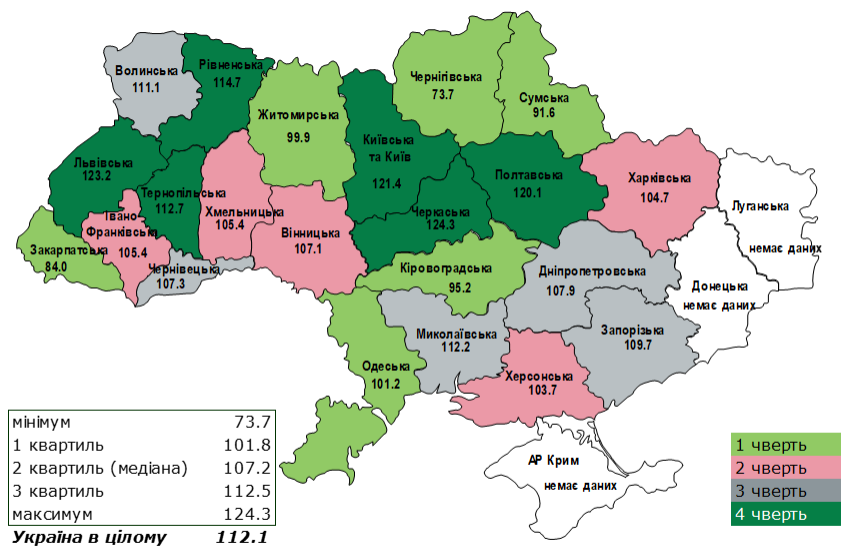 Волинська
111.1
Рівненська
114.7
Житомирська
99.9
Чернігівська
73.7
Сумська
91.6
Київська
та Київ
121.4
Львівська
123.2
Тернопільська
112.7
Хмельницька
105.4
Івано-
Франківська
105.4
Закарпатська
84.0
Чернівецька
107.3
Вінницька
107.1
Черкаська
124.3
Полтавська
120.1
Харківська
104.7
Луганська
немає даних
Донецька
немає даних
Кіровоградська
95.2
Дніпропетровська
107.9
Запорізька
109.7
Миколаївська
112.2
Одеська
101.2
Херсонська
103.7
АР Крим
немає даних
мінімум 73.7
1 квартиль 101.8
2 квартиль (медіана) 107.2
3 квартиль 112.5
максимум 124.3
Україна в цілому 112.1
1 чверть
2 чверть
3 чверть
4 чверть